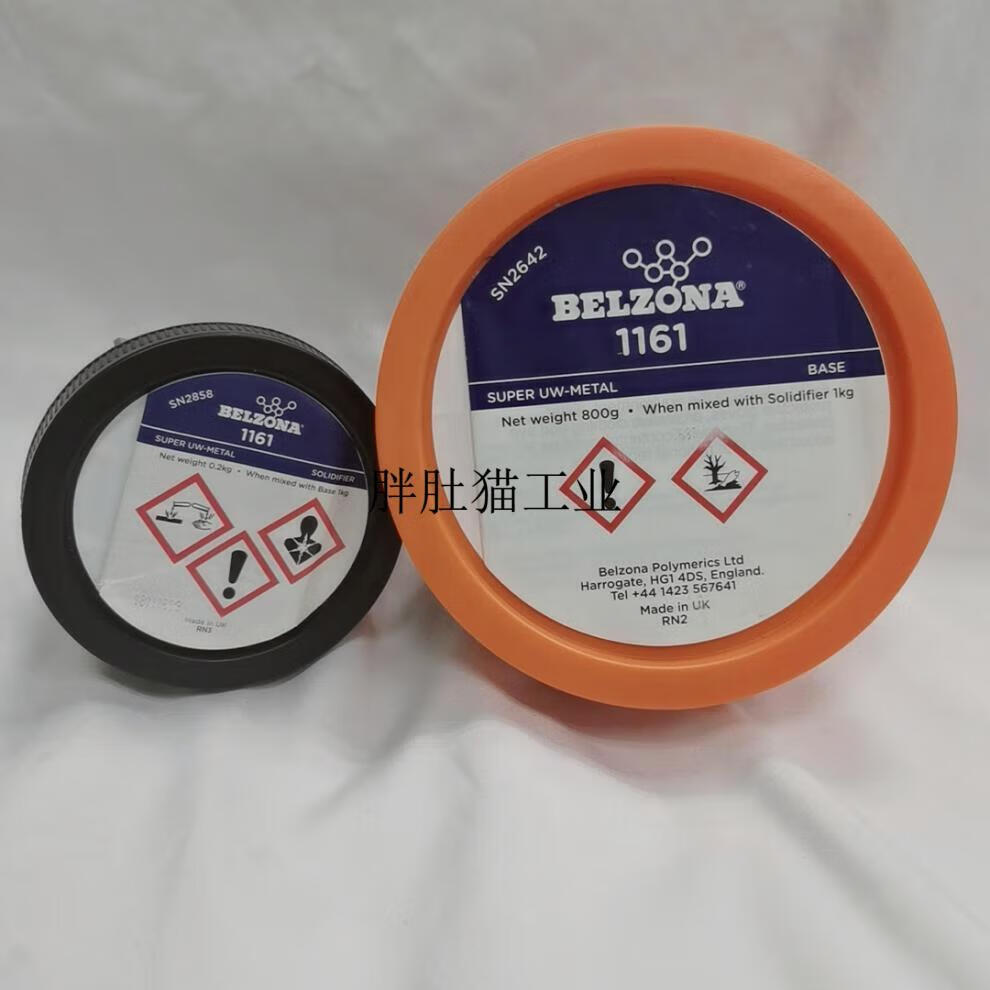 SN2858
BELZONA
1161
SUPER UW-METAL
SOLIDIFIER
Net weight 0.2kg • When mixed with Base 1kg
Made in UK
RN3
SN2642
BELZONA®
1161
BASE
SUPER UW-METAL
Net weight 800g • When mixed with Solidifier 1kg
Belzona Polymerics Ltd
Harrogate, HG1 4DS, England.
Tel +44 1423 567641
Made in UK
RN2
胖肚猫工业